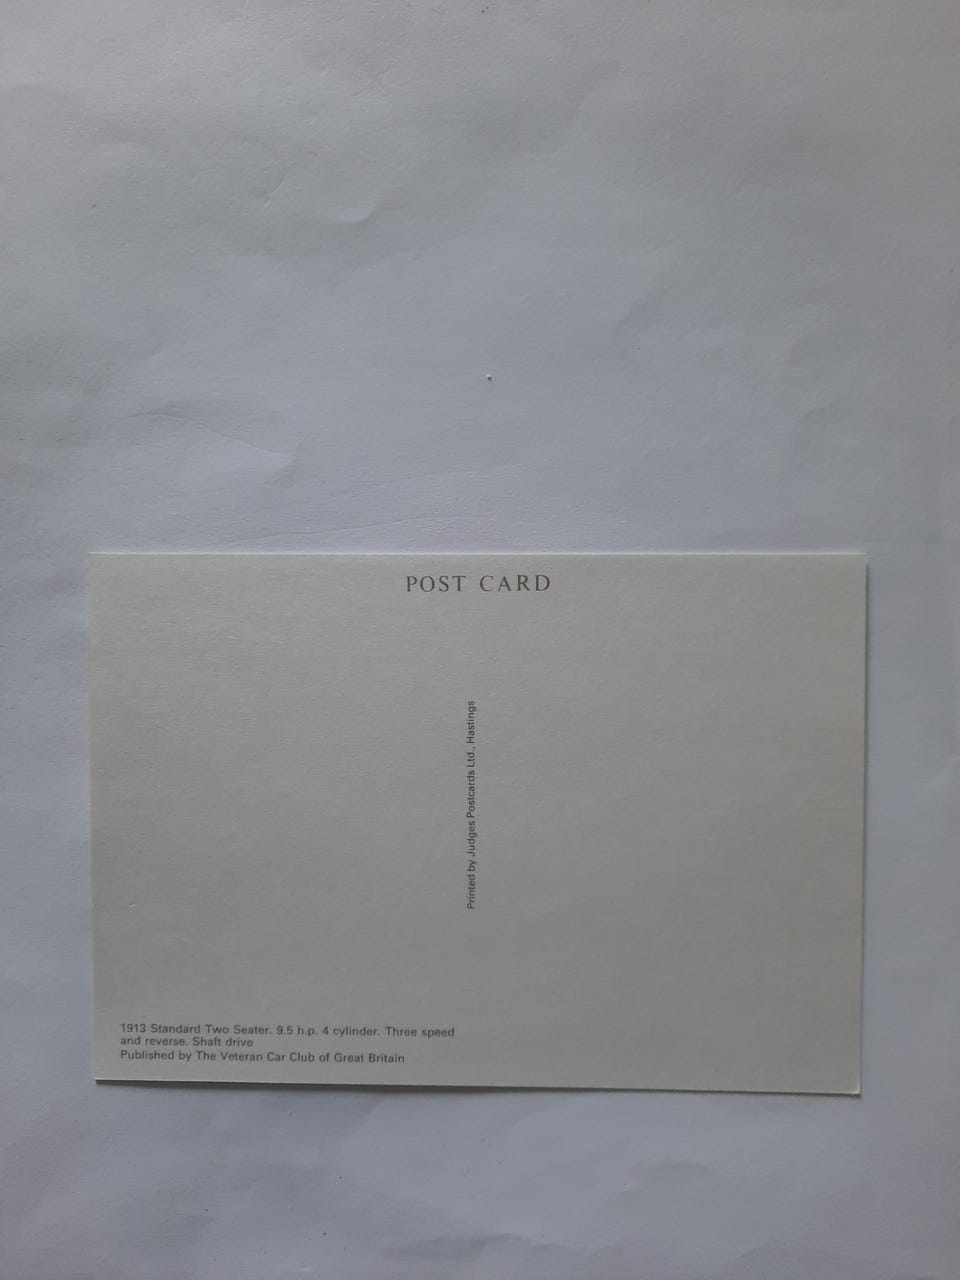 POST CARD
Printed by Judges Postcards Ltd., Hastings
1913 Standard Two Seater. 9.5 h.p. 4 cylinder. Three speed
and reverse. Shaft drive
Published by The Veteran Car Club of Great Britain